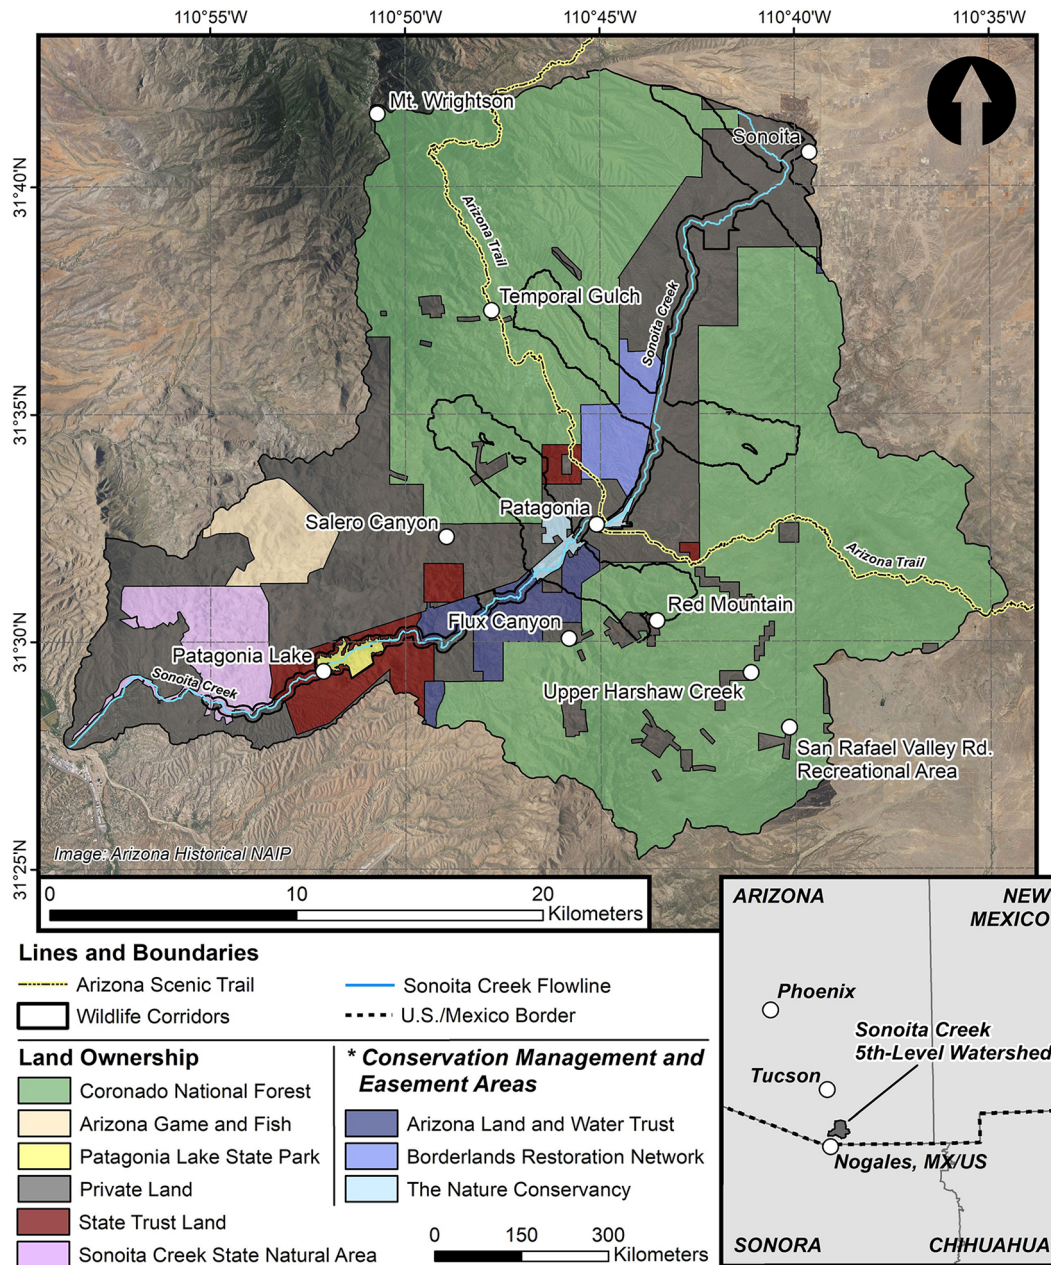 110°55'W
110°50'W
110°45'W
110°40'W
110°35'W
31°40'N
31°35'N
31°30'N
31°25'N
Mt. Wrightson
Sonoita
Arizona Trail
Temporal Gulch
Sonoita Creek
Patagonia
Salero Canyon
Arizona Trail
Red Mountain
Flux Canyon
Patagonia Lake
Sonoita Creek
Upper Harshaw Creek
San Rafael Valley Rd.
Recreational Area
Image: Arizona Historical NAIP
0 10 20
Kilometers
Lines and Boundaries
Arizona Scenic Trail
Sonoita Creek Flowline
Wildlife Corridors
U.S./Mexico Border
Land Ownership
Coronado National Forest
Arizona Game and Fish
Patagonia Lake State Park
Private Land
State Trust Land
Sonoita Creek State Natural Area
* Conservation Management and
Easement Areas
Arizona Land and Water Trust
Borderlands Restoration Network
The Nature Conservancy
0 150 300
Kilometers
ARIZONA
NEW
MEXICO
Phoenix
Sonoita Creek
5th-Level Watershed
Tucson
Nogales, MX/US
SONORA
CHIHUAHUA